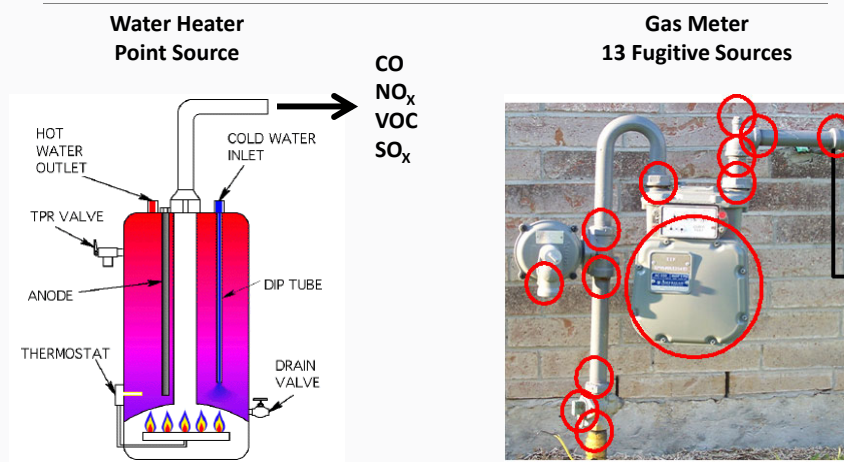 Water Heater
Point Source
Gas Meter
13 Fugitive Sources
CO
NOX
VOC
SOX
HOT
WATER
OUTLET
COLD WATER
INLET
TPR VALVE
ANODE
DIP TUBE
THERMOSTAT
DRAIN
VALVE